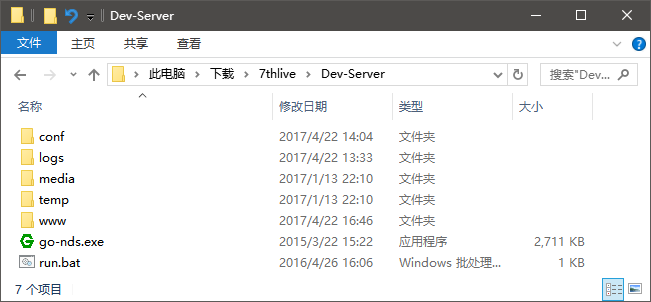 Dev-Server
文件 主页 共享 查看
此电脑 下载 7thlive Dev-Server 搜索"Dev...
名称 修改日期 类型 大小
conf 2017/4/22 14:04 文件夹
logs 2017/4/22 13:33 文件夹
media 2017/1/13 22:10 文件夹
temp 2017/1/13 22:10 文件夹
www 2017/4/22 16:46 文件夹
go-nds.exe 2015/3/22 15:22 应用程序 2,711 KB
run.bat 2016/4/26 16:06 Windows 批处理... 1 KB
7 个项目